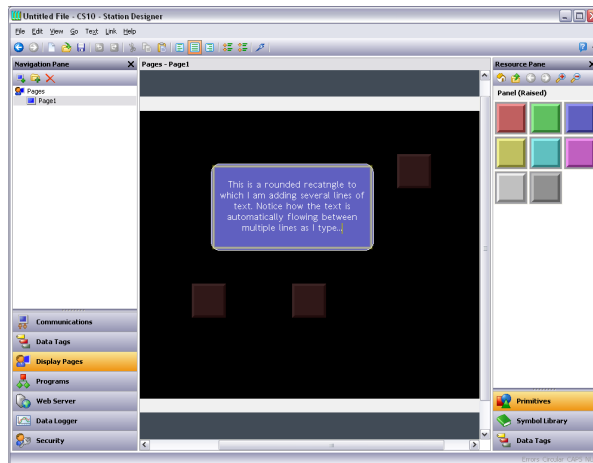 Untitled File - CS10 - Station Designer
File Edit View Go Text Link Help
Navigation Pane
Pages
Page1
Communications
Data Tags
Display Pages
Programs
Web Server
Data Logger
Security
Pages - Page1
This is a rounded recatngle to
which I am adding several lines of
text. Notice how the text is
automatically flowing between
multiple lines as I type...
Resource Pane
Panel (Raised)
Primitives
Symbol Library
Data Tags
Errors Circular CAPS